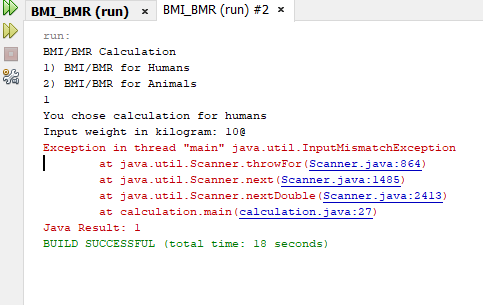 BMI_BMR (run) × BMI_BMR (run) #2 ×
run:
BMI/BMR Calculation
1) BMI/BMR for Humans
2) BMI/BMR for Animals
1
You chose calculation for humans
Input weight in kilogram: 10@
Exception in thread "main" java.util.InputMismatchException
at java.util.Scanner.throwFor(Scanner.java:864)
at java.util.Scanner.next(Scanner.java:1485)
at java.util.Scanner.nextDouble(Scanner.java:2413)
at calculation.main(calculation.java:27)
Java Result: 1
BUILD SUCCESSFUL (total time: 18 seconds)